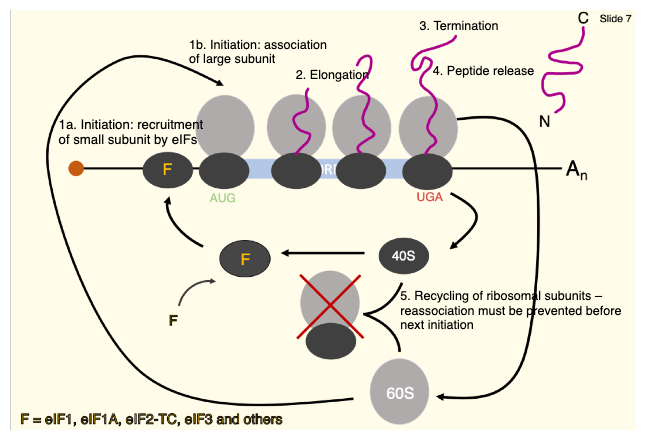 Slide 7
3. Termination
C
1b. Initiation: association
of large subunit
2. Elongation
4. Peptide release
N
1a. Initiation: recruitment
of small subunit by eIFs
F
An
AUG
UGA
F
40S
F
5. Recycling of ribosomal subunits –
reassociation must be prevented before
next initiation
60S
F = eIF1, eIF1A, eIF2-TC, eIF3 and others